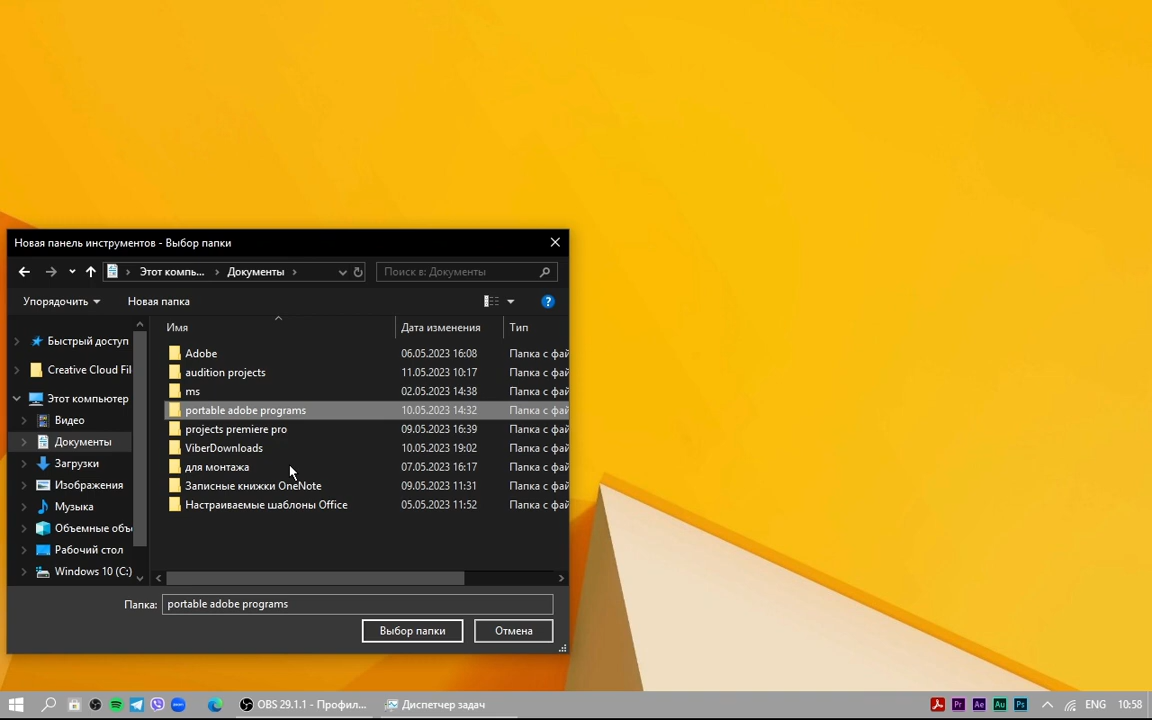 Новая панель инструментов - Выбор папки
Этот компь... Документы
Поиск в: Документы
Упорядочить
Новая папка
?
Имя
Дата изменения
Тип
Быстрый доступ
Creative Cloud Fil
Этот компьютер
Видео
Документы
Загрузки
Изображения
Музыка
Объемные объ
Рабочий стол
Windows 10 (C:)
Adobe 06.05.2023 16:08 Папка с фай
audition projects 11.05.2023 10:17 Папка с фай
ms 02.05.2023 14:38 Папка с фай
portable adobe programs 10.05.2023 14:32 Папка с фай
projects premiere pro 09.05.2023 16:39 Папка с фай
ViberDownloads 10.05.2023 19:02 Папка с фай
для монтажа 07.05.2023 16:17 Папка с фай
Записные книжки OneNote 09.05.2023 11:31 Папка с фай
Настраиваемые шаблоны Office 05.05.2023 11:52 Папка с фай
Папка: portable adobe programs
Выбор папки
Отмена
OBS 29.1.1 - Профил...
Диспетчер задач
Pr Ae Au Ps
ENG
10:58